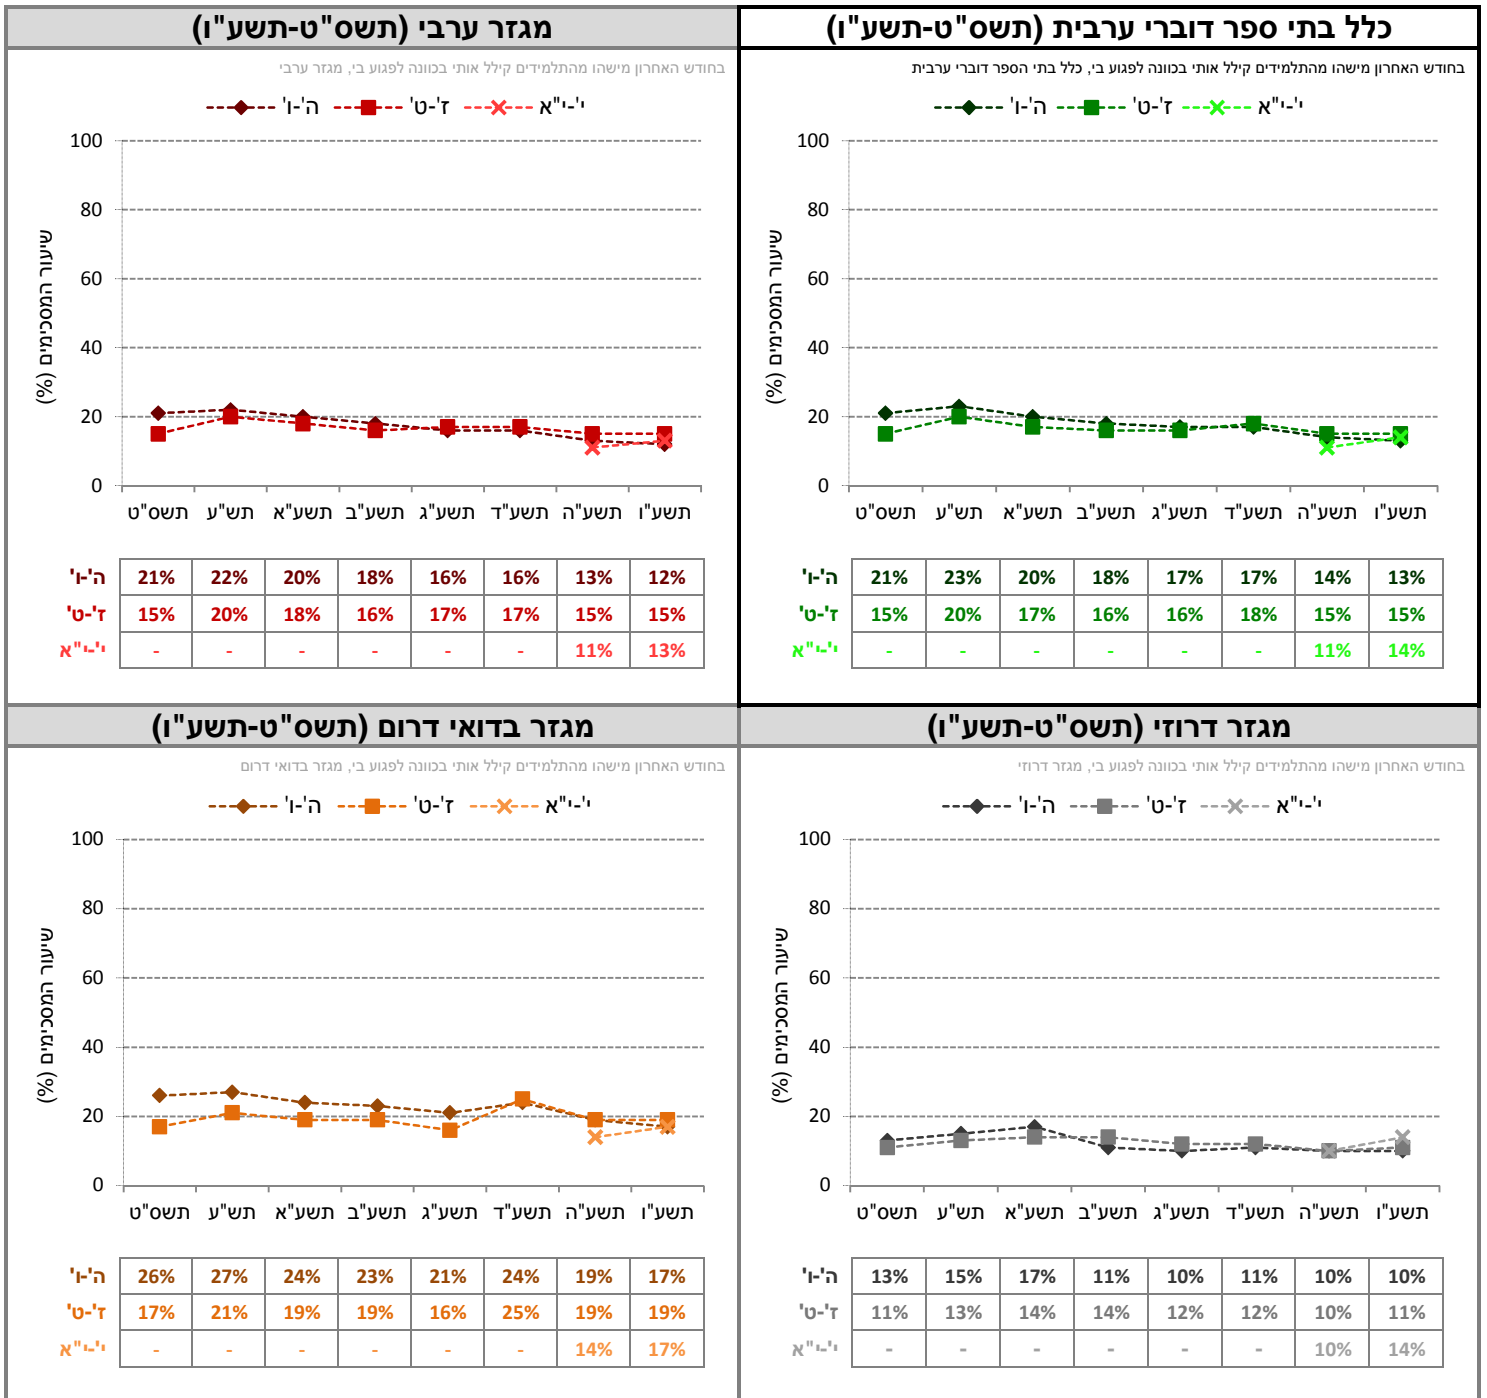 כלל בתי ספר דוברי ערבית (תשס"ט-תשע"ו)
בחודש האחרון מישהו מהתלמידים קילל אותי בכוונה לפגוע בי, כלל בתי הספר דוברי ערבית
ה'-ו' ז'-ט' י'-י"א
שיעור המסכימים (%)
100
80
60
40
20
0
תשס"ט תש"ע תשע"א תשע"ב תשע"ג תשע"ד תשע"ה תשע"ו
ה'-ו' 21% 23% 20% 18% 17% 17% 14% 13%
ז'-ט' 15% 20% 17% 16% 16% 18% 15% 15%
י'-י"א - - - - - - 11% 14%
מגזר ערבי (תשס"ט-תשע"ו)
בחודש האחרון מישהו מהתלמידים קילל אותי בכוונה לפגוע בי, מגזר ערבי
ה'-ו' ז'-ט' י'-י"א
שיעור המסכימים (%)
100
80
60
40
20
0
תשס"ט תש"ע תשע"א תשע"ב תשע"ג תשע"ד תשע"ה תשע"ו
ה'-ו' 21% 22% 20% 18% 16% 16% 13% 12%
ז'-ט' 15% 20% 18% 16% 17% 17% 15% 15%
י'-י"א - - - - - - 11% 13%
מגזר דרוזי (תשס"ט-תשע"ו)
בחודש האחרון מישהו מהתלמידים קילל אותי בכוונה לפגוע בי, מגזר דרוזי
ה'-ו' ז'-ט' י'-י"א
שיעור המסכימים (%)
100
80
60
40
20
0
תשס"ט תש"ע תשע"א תשע"ב תשע"ג תשע"ד תשע"ה תשע"ו
ה'-ו' 13% 15% 17% 11% 10% 11% 10% 10%
ז'-ט' 11% 13% 14% 14% 12% 12% 10% 11%
י'-י"א - - - - - - 10% 14%
מגזר בדואי דרום (תשס"ט-תשע"ו)
בחודש האחרון מישהו מהתלמידים קילל אותי בכוונה לפגוע בי, מגזר בדואי דרום
ה'-ו' ז'-ט' י'-י"א
שיעור המסכימים (%)
100
80
60
40
20
0
תשס"ט תש"ע תשע"א תשע"ב תשע"ג תשע"ד תשע"ה תשע"ו
ה'-ו' 26% 27% 24% 23% 21% 24% 19% 17%
ז'-ט' 17% 21% 19% 19% 16% 25% 19% 19%
י'-י"א - - - - - - 14% 17%